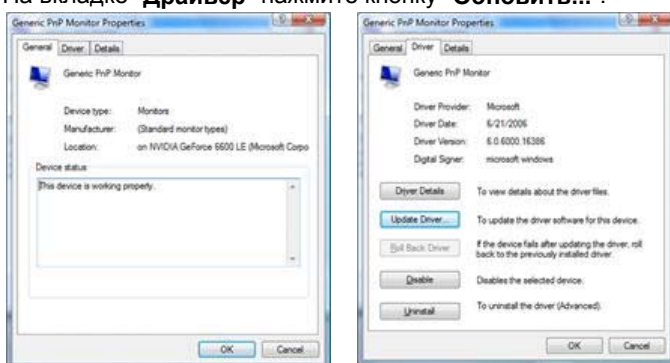 На вкладке "Драйвер" нажмите кнопку "Обновить...".
Generic PnP Monitor Properties
General Driver Details
Generic PnP Monitor
Device type: Monitors
Manufacturer: (Standard monitor types)
Location: on NVIDIA GeForce 6600 LE (Microsoft Corpo
Device status
This device is working properly.
OK Cancel
Generic PnP Monitor Properties
General Driver Details
Generic PnP Monitor
Driver Provider: Microsoft
Driver Date: 6/21/2006
Driver Version: 6.0.6000.16386
Digital Signer: microsoft windows
Driver Details To view details about the driver files.
Update Driver... To update the driver software for this device.
Roll Back Driver If the device fails after updating the driver, roll
back to the previously installed driver.
Disable Disables the selected device.
Uninstall To uninstall the driver (Advanced).
OK Cancel